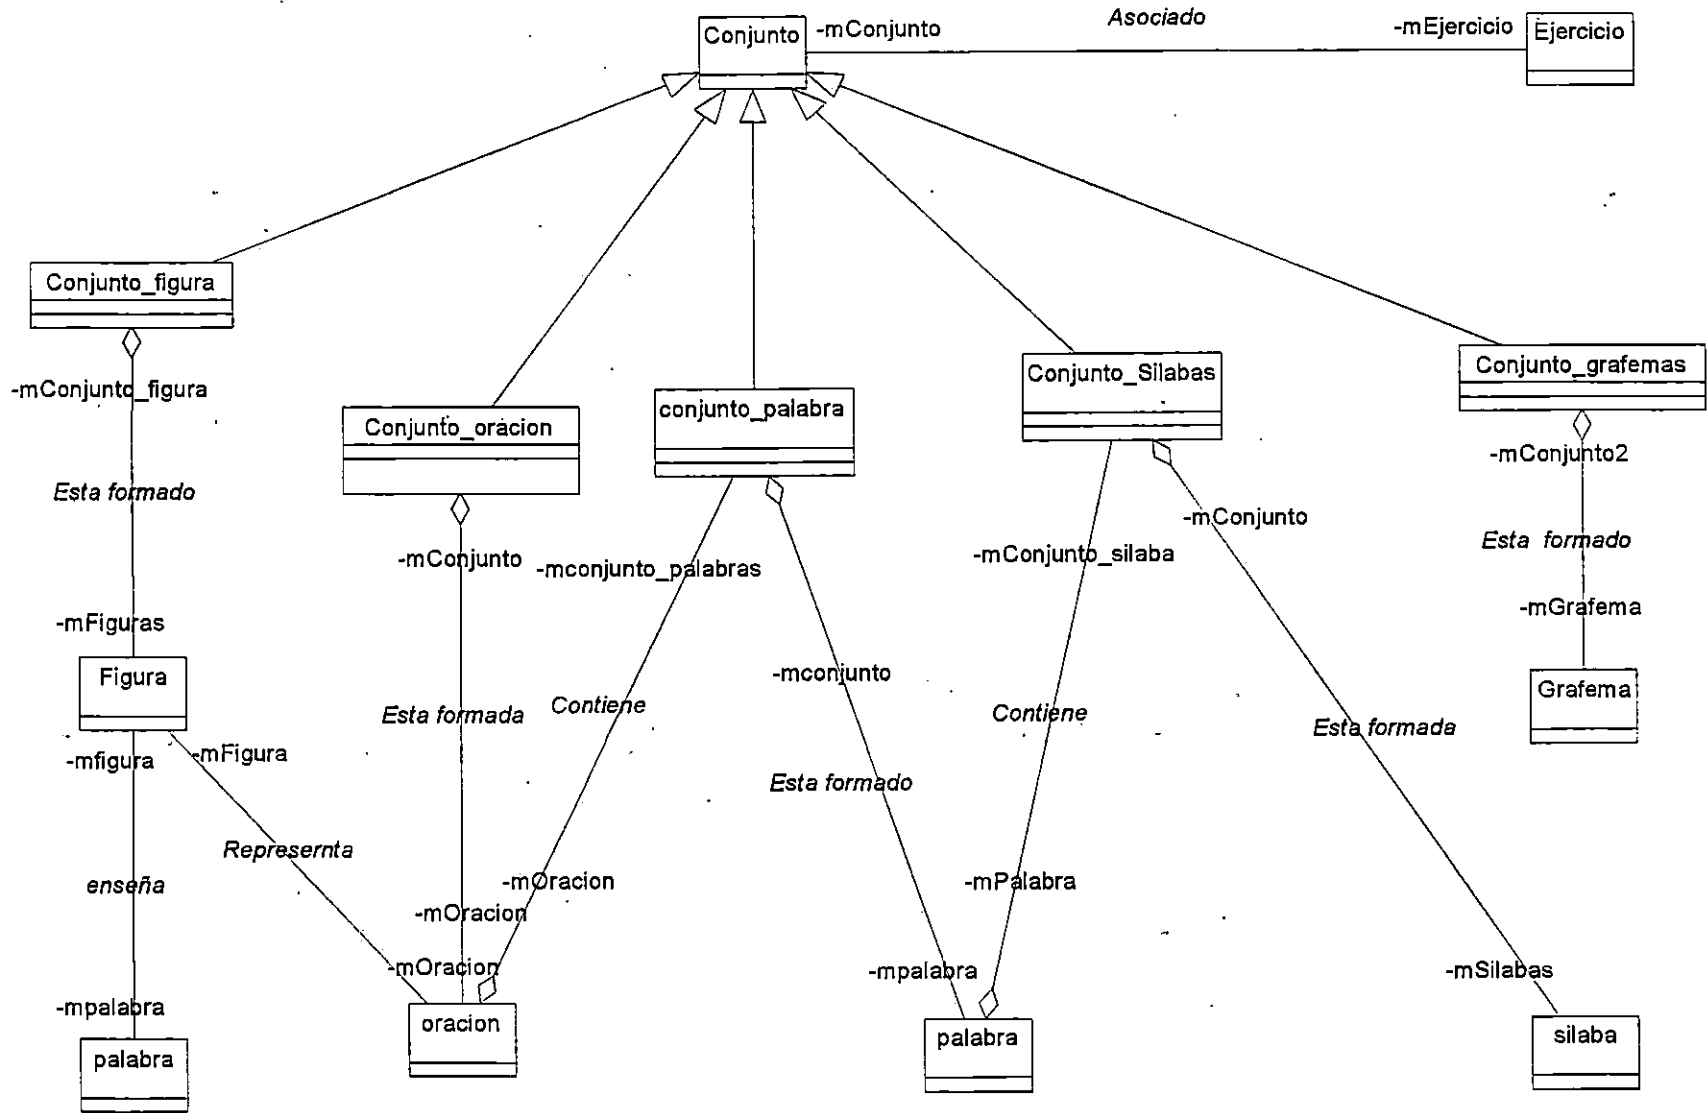 Conjunto
-mConjunto
Asociado
-mEjercicio
Ejercicio
Conjunto_figura
-mConjunto_figura
Esta formado
-mFiguras
Figura
-mfigura
-mFigura
Represernta
enseña
-mpalabra
palabra
Conjunto_oracion
-mConjunto
Esta formada
-mOracion
-mOracion
oracion
conjunto_palabra
-mconjunto_palabras
Contiene
-mOracion
-mconjunto
Esta formado
-mpalabra
palabra
Conjunto_Silabas
-mConjunto_silaba
Contiene
-mPalabra
-mConjunto
Esta formada
-mSilabas
silaba
Conjunto_grafemas
-mConjunto2
Esta formado
-mGrafema
Grafema